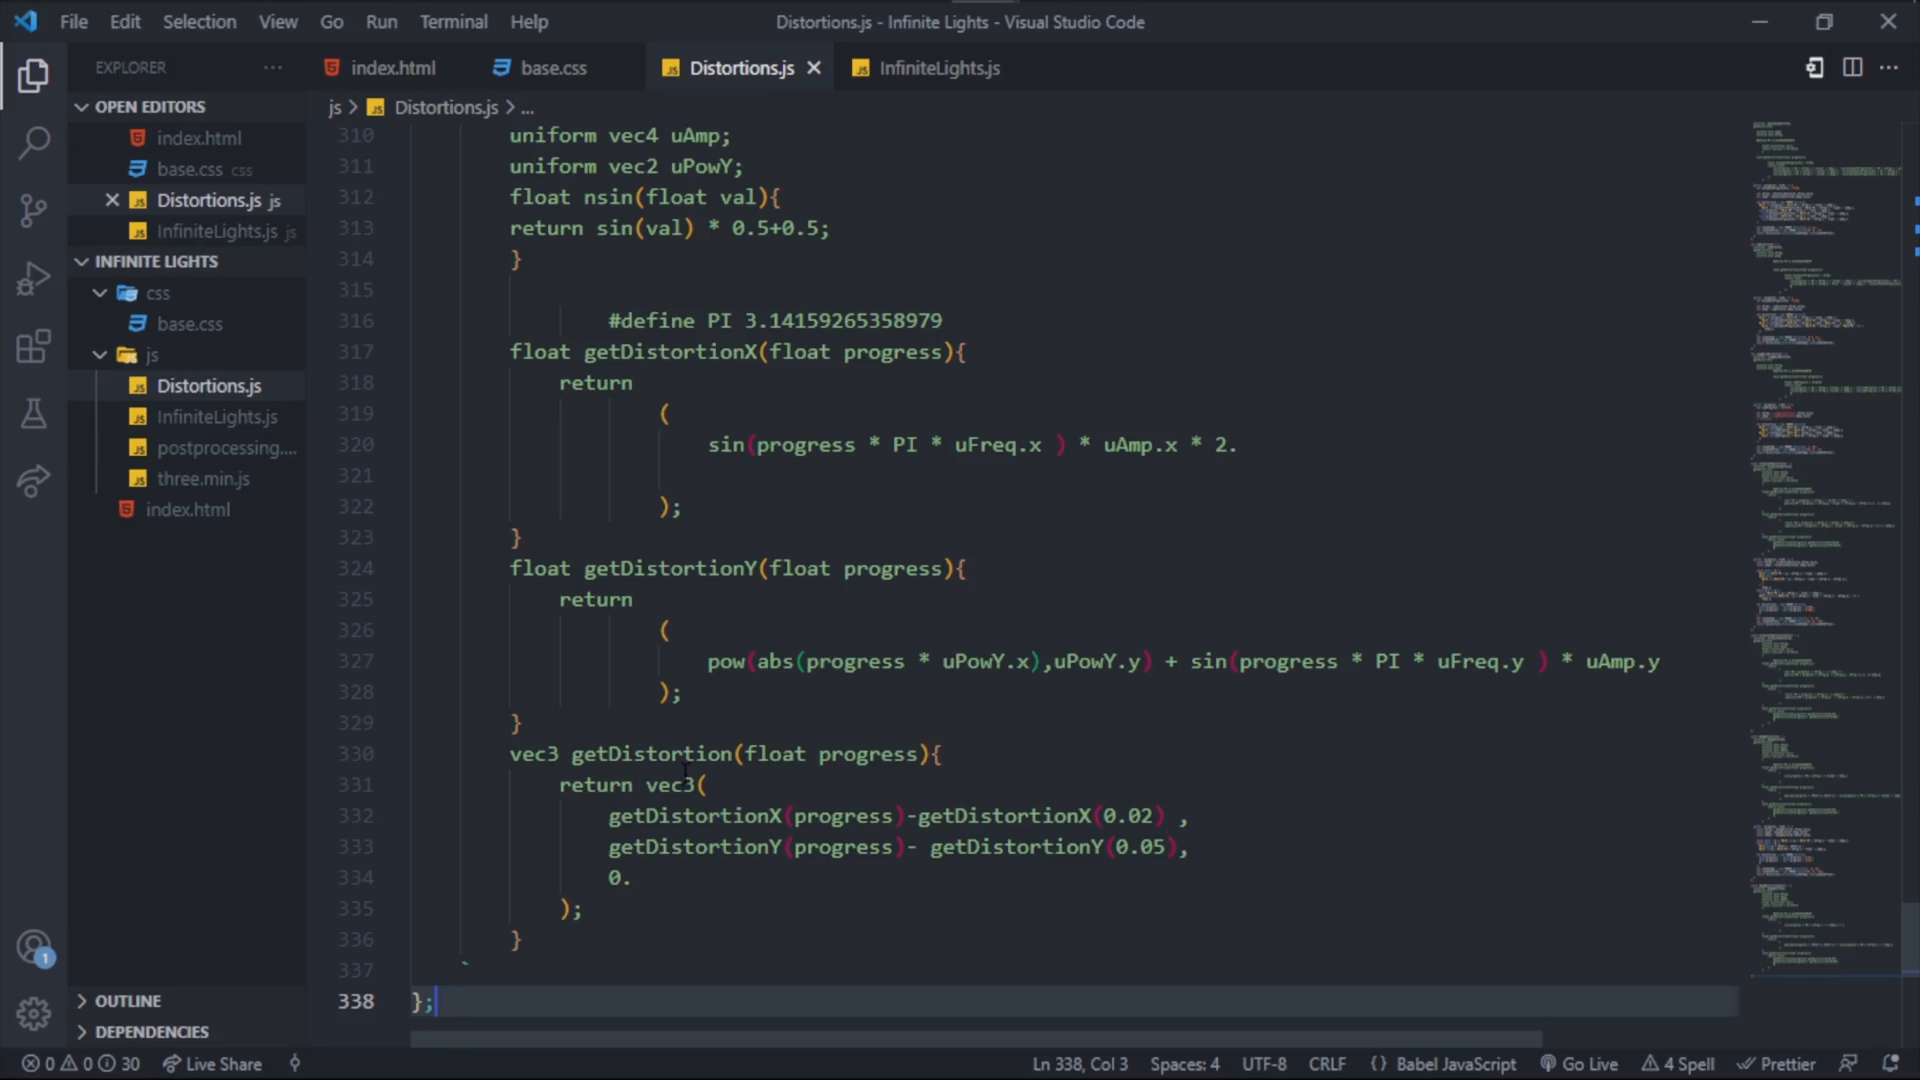 File Edit Selection View Go Run Terminal Help
Distortions.js - Infinite Lights - Visual Studio Code
EXPLORER
index.html
base.css
Distortions.js
InfiniteLights.js
OPEN EDITORS
index.html
base.css css
Distortions.js js
InfiniteLights.js js
INFINITE LIGHTS
css
base.css
js
Distortions.js
InfiniteLights.js
postprocessing....
three.min.js
index.html
OUTLINE
DEPENDENCIES
js > Distortions.js > ...
310 uniform vec4 uAmp;
311 uniform vec2 uPowY;
312 float nsin(float val){
313 return sin(val) * 0.5+0.5;
314 }
315
316 #define PI 3.14159265358979
317 float getDistortionX(float progress){
318 return
319 (
320 sin(progress * PI * uFreq.x ) * uAmp.x * 2.
321
322 );
323 }
324 float getDistortionY(float progress){
325 return
326 (
327 pow(abs(progress * uPowY.x),uPowY.y) + sin(progress * PI * uFreq.y ) * uAmp.y
328 );
329 }
330 vec3 getDistortion(float progress){
331 return vec3(
332 getDistortionX(progress)-getDistortionX(0.02) ,
333 getDistortionY(progress)- getDistortionY(0.05),
334 0.
335 );
336 }
337 `
338 };
1
0 0 30 Live Share
Ln 338, Col 3 Spaces: 4 UTF-8 CRLF {} Babel JavaScript Go Live 4 Spell Prettier